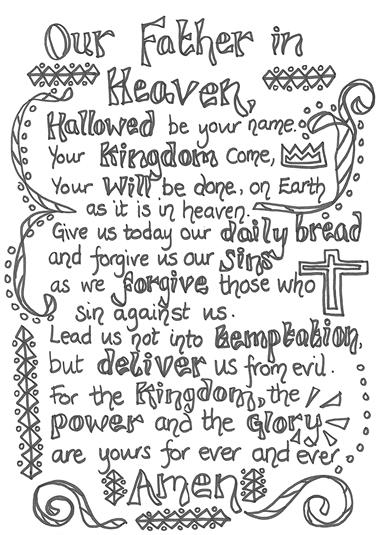 Our Father in
Heaven,
Hallowed be your name.
Your Kingdom Come,
Your Will be done, on Earth
as it is in heaven.
Give us today our daily bread
and forgive us our Sins
as we forgive those who
sin against us.
Lead us not into temptation,
but deliver us from evil.
For the Kingdom, the
power and the Glory
are yours for ever and ever
Amen